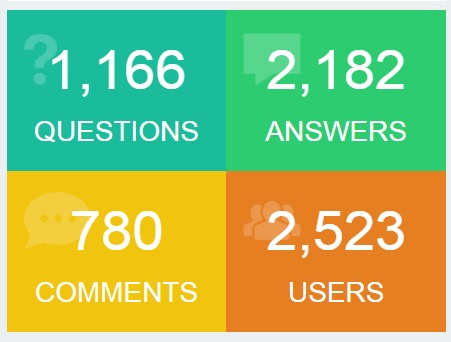 1,166
QUESTIONS
2,182
ANSWERS
780
COMMENTS
2,523
USERS